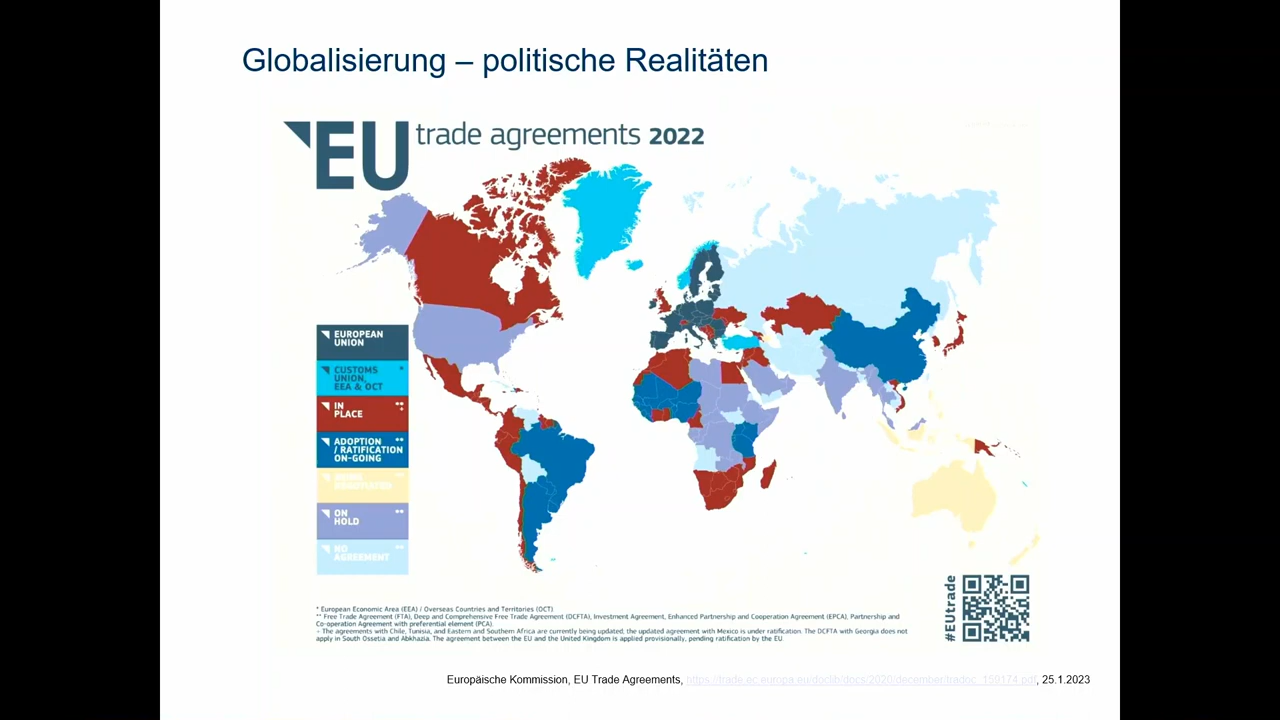 Globalisierung – politische Realitäten
EU trade agreements 2022
EUROPEAN
UNION
CUSTOMS *
UNION,
EEA & OCT
IN **
PLACE +
ADOPTION **
/ RATIFICATION
ON-GOING
BEING
NEGOTIATED
ON **
HOLD
NO **
AGREEMENT
#EUtrade
* European Economic Area (EEA) / Overseas Countries and Territories (OCT)
** Free Trade Agreement (FTA), Deep and Comprehensive Free Trade Agreement (DCFTA), Investment Agreement, Enhanced Partnership and Cooperation Agreement (EPCA), Partnership and
Co-operation Agreement with preferential element (PCA).
+ The agreements with Chile, Tunisia, and Eastern and Southern Africa are currently being updated; the updated agreement with Mexico is under ratification. The DCFTA with Georgia does not
apply in South Ossetia and Abkhazia. The agreement between the EU and the United Kingdom is applied provisionally, pending ratification by the EU
Europäische Kommission, EU Trade Agreements, https://trade.ec.europa.eu/doclib/docs/2020/december/tradoc_159174.pdf, 25.1.2023